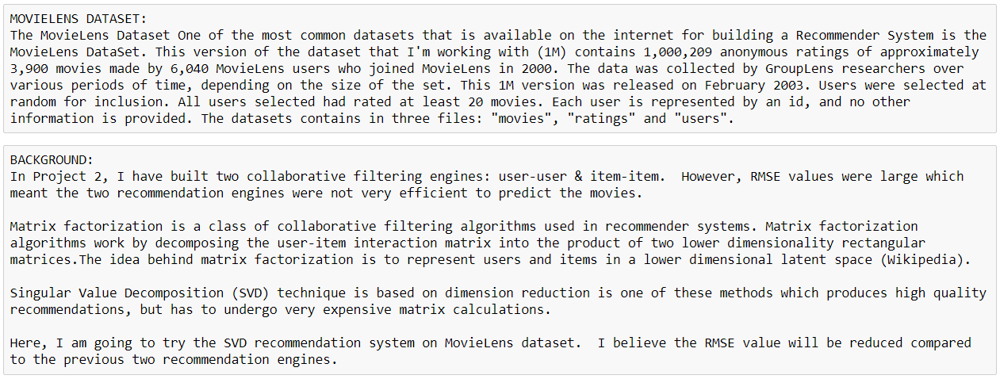 MOVIELENS DATASET:
The MovieLens Dataset One of the most common datasets that is available on the internet for building a Recommender System is the
MovieLens DataSet. This version of the dataset that I'm working with (1M) contains 1,000,209 anonymous ratings of approximately
3,900 movies made by 6,040 MovieLens users who joined MovieLens in 2000. The data was collected by GroupLens researchers over
various periods of time, depending on the size of the set. This 1M version was released on February 2003. Users were selected at
random for inclusion. All users selected had rated at least 20 movies. Each user is represented by an id, and no other
information is provided. The datasets contains in three files: "movies", "ratings" and "users".
BACKGROUND:
In Project 2, I have built two collaborative filtering engines: user-user & item-item.  However, RMSE values were large which
meant the two recommendation engines were not very efficient to predict the movies.
Matrix factorization is a class of collaborative filtering algorithms used in recommender systems. Matrix factorization
algorithms work by decomposing the user-item interaction matrix into the product of two lower dimensionality rectangular
matrices.The idea behind matrix factorization is to represent users and items in a lower dimensional latent space (Wikipedia).
Singular Value Decomposition (SVD) technique is based on dimension reduction is one of these methods which produces high quality
recommendations, but has to undergo very expensive matrix calculations.
Here, I am going to try the SVD recommendation system on MovieLens dataset.  I believe the RMSE value will be reduced compared
to the previous two recommendation engines.